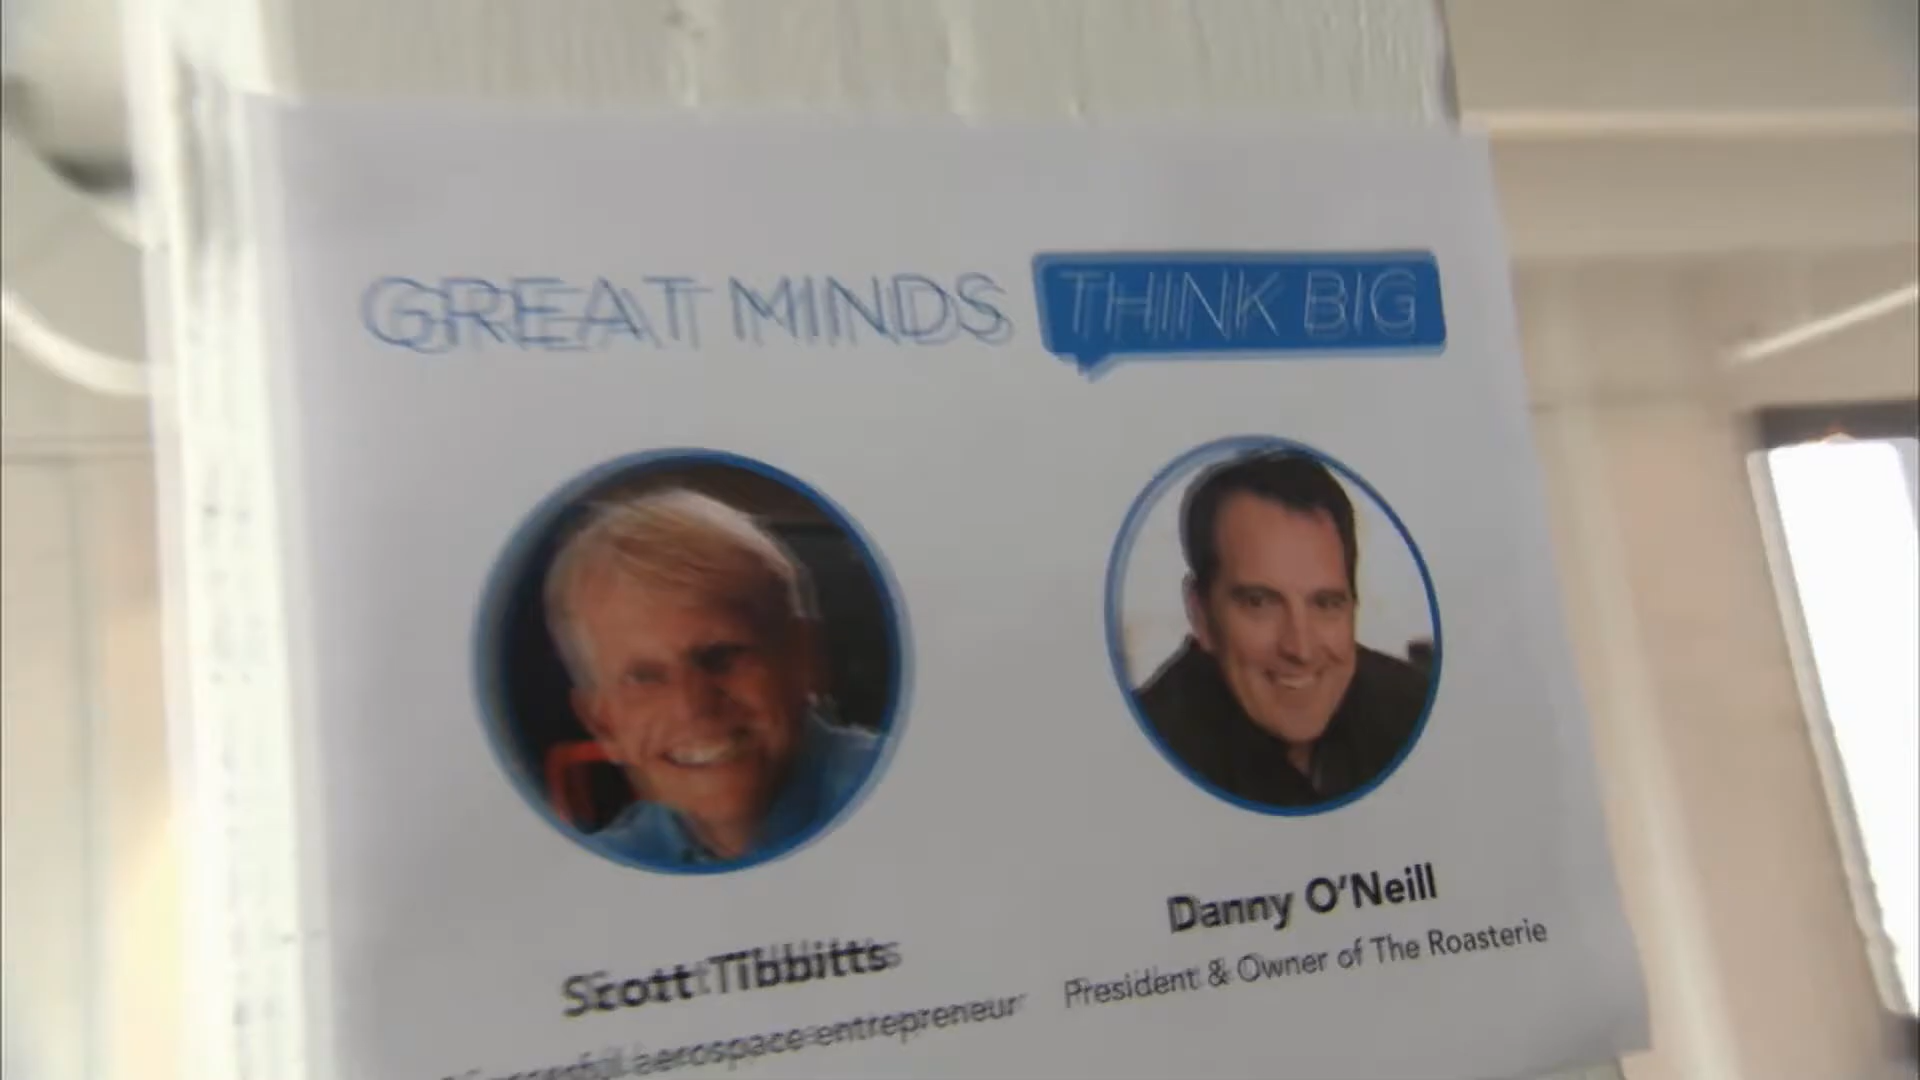 GREAT MINDS THINK BIG
Scott Tibbitts
Danny O'Neill
aerospace entrepreneur
President & Owner of The Roasterie